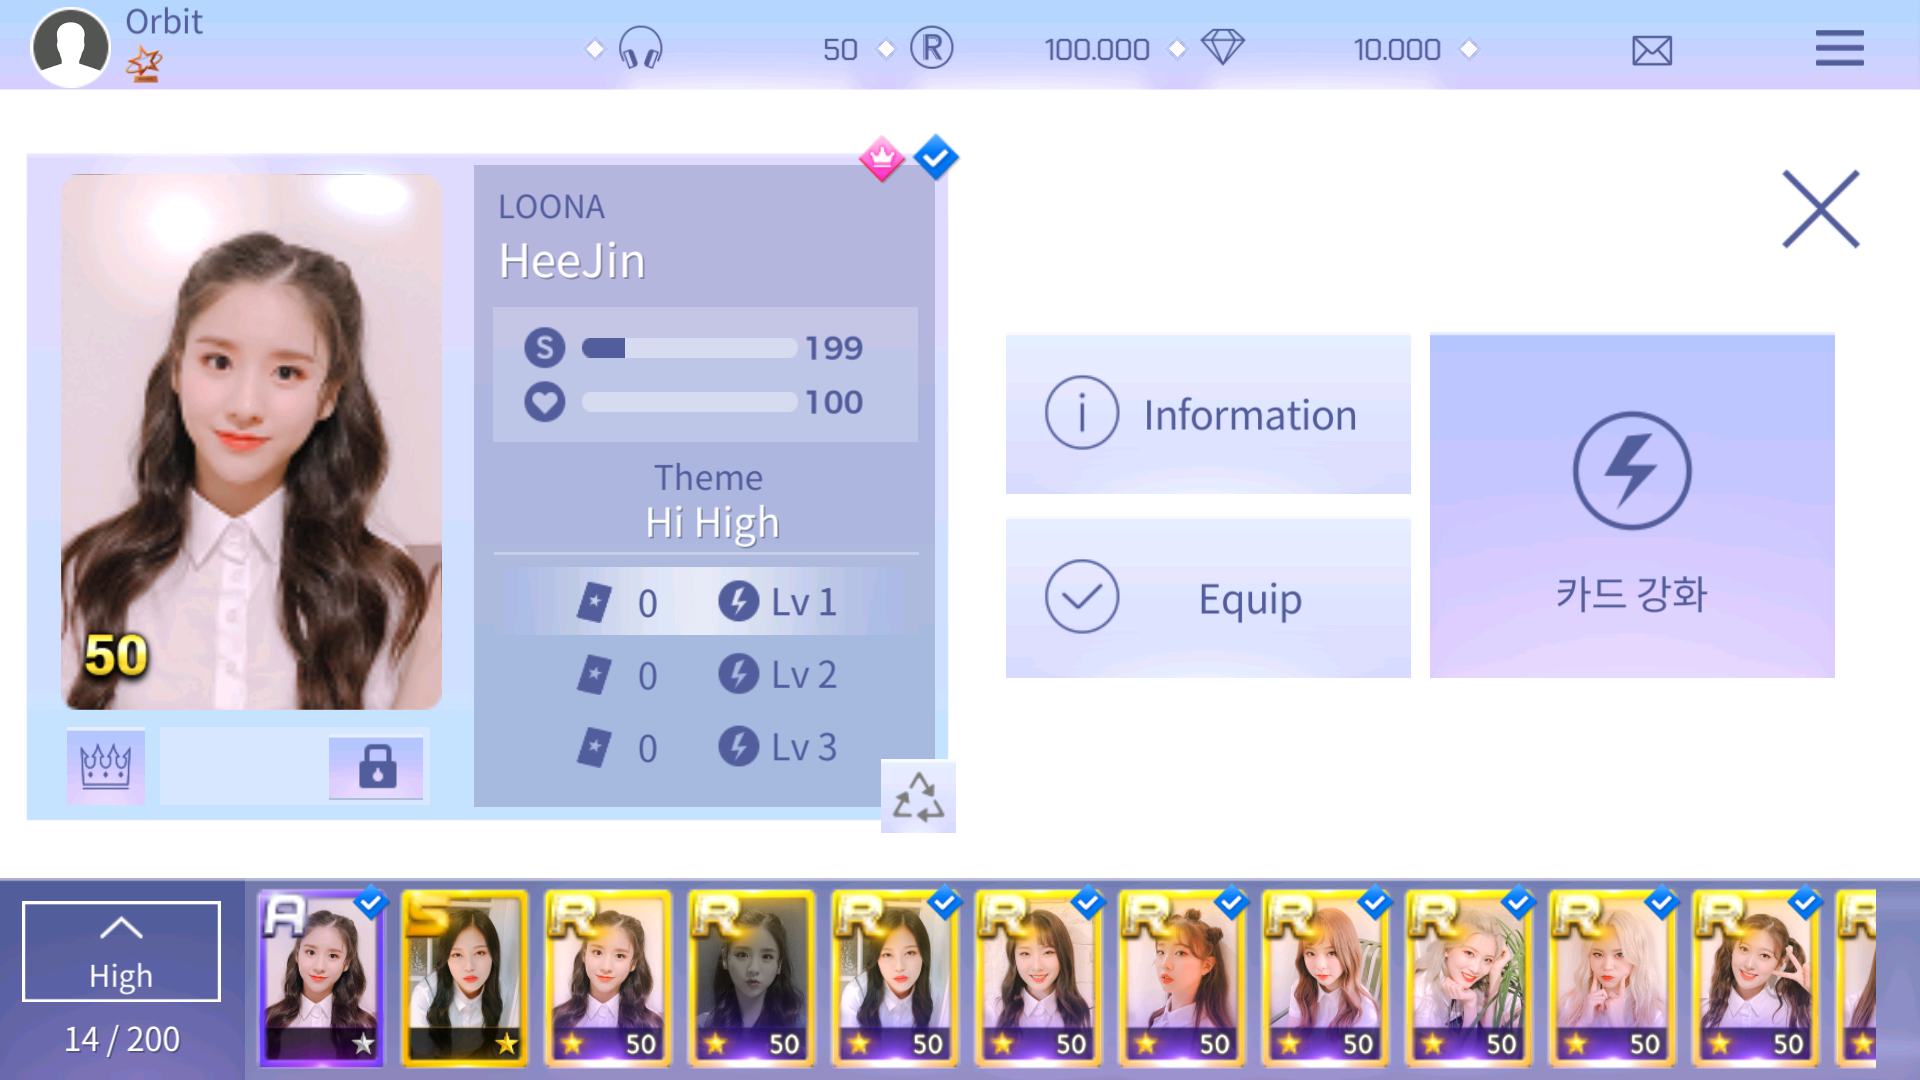 Orbit
50
R
100.000
10.000
LOONA
HeeJin
S 199
100
Theme
Hi High
0 Lv 1
0 Lv 2
0 Lv 3
50
Information
Equip
카드 강화
High
14 / 200
A
S
R 50
R 50
R 50
R 50
R 50
R 50
R 50
R 50
R 50
R